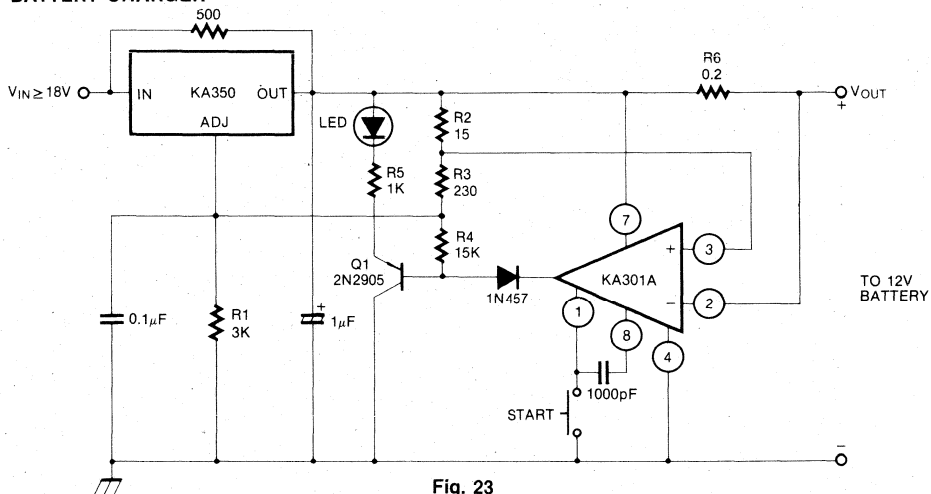 BATTERY CHARGER
500
VIN ≥ 18V
IN
KA350
OUT
ADJ
LED
R2
15
R5
1K
R3
230
R4
15K
Q1
2N2905
1N457
R6
0.2
VOUT
+
7
+
3
KA301A
−
2
1
8
4
1000pF
START
TO 12V
BATTERY
0.1μF
R1
3K
+
1μF
−
Fig. 23